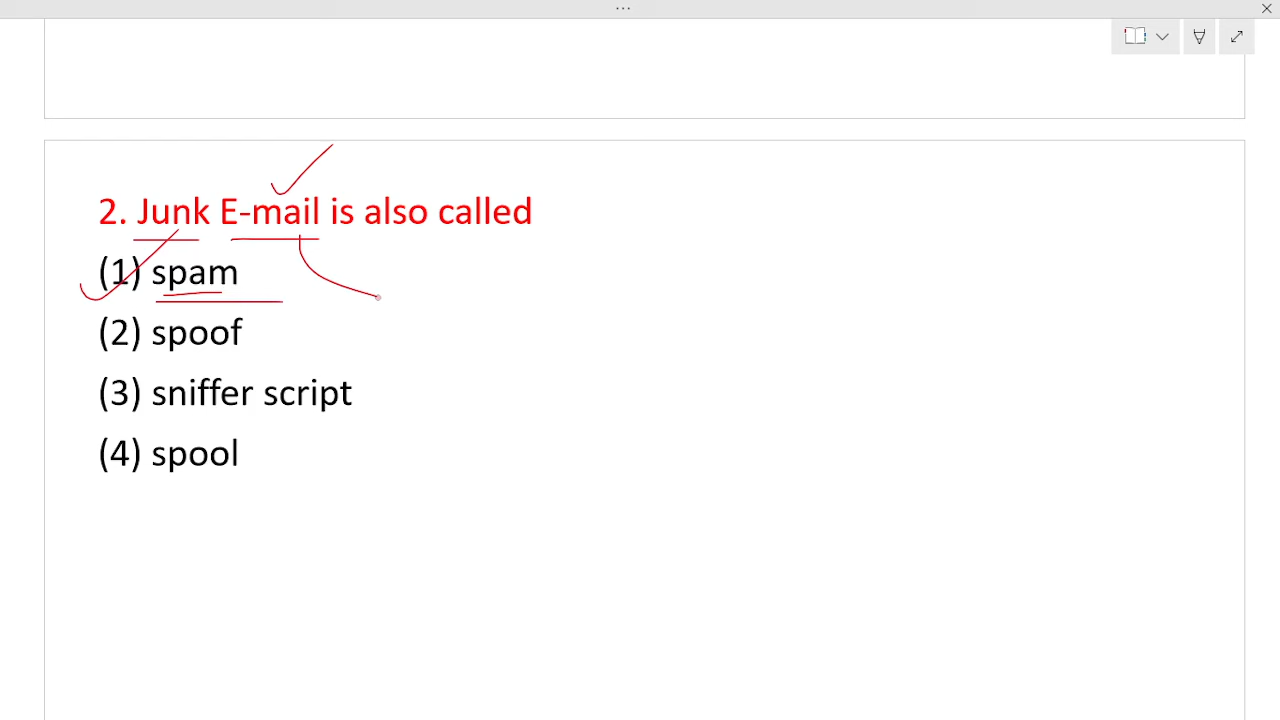 2. Junk E-mail is also called
(1) spam
(2) spoof
(3) sniffer script
(4) spool